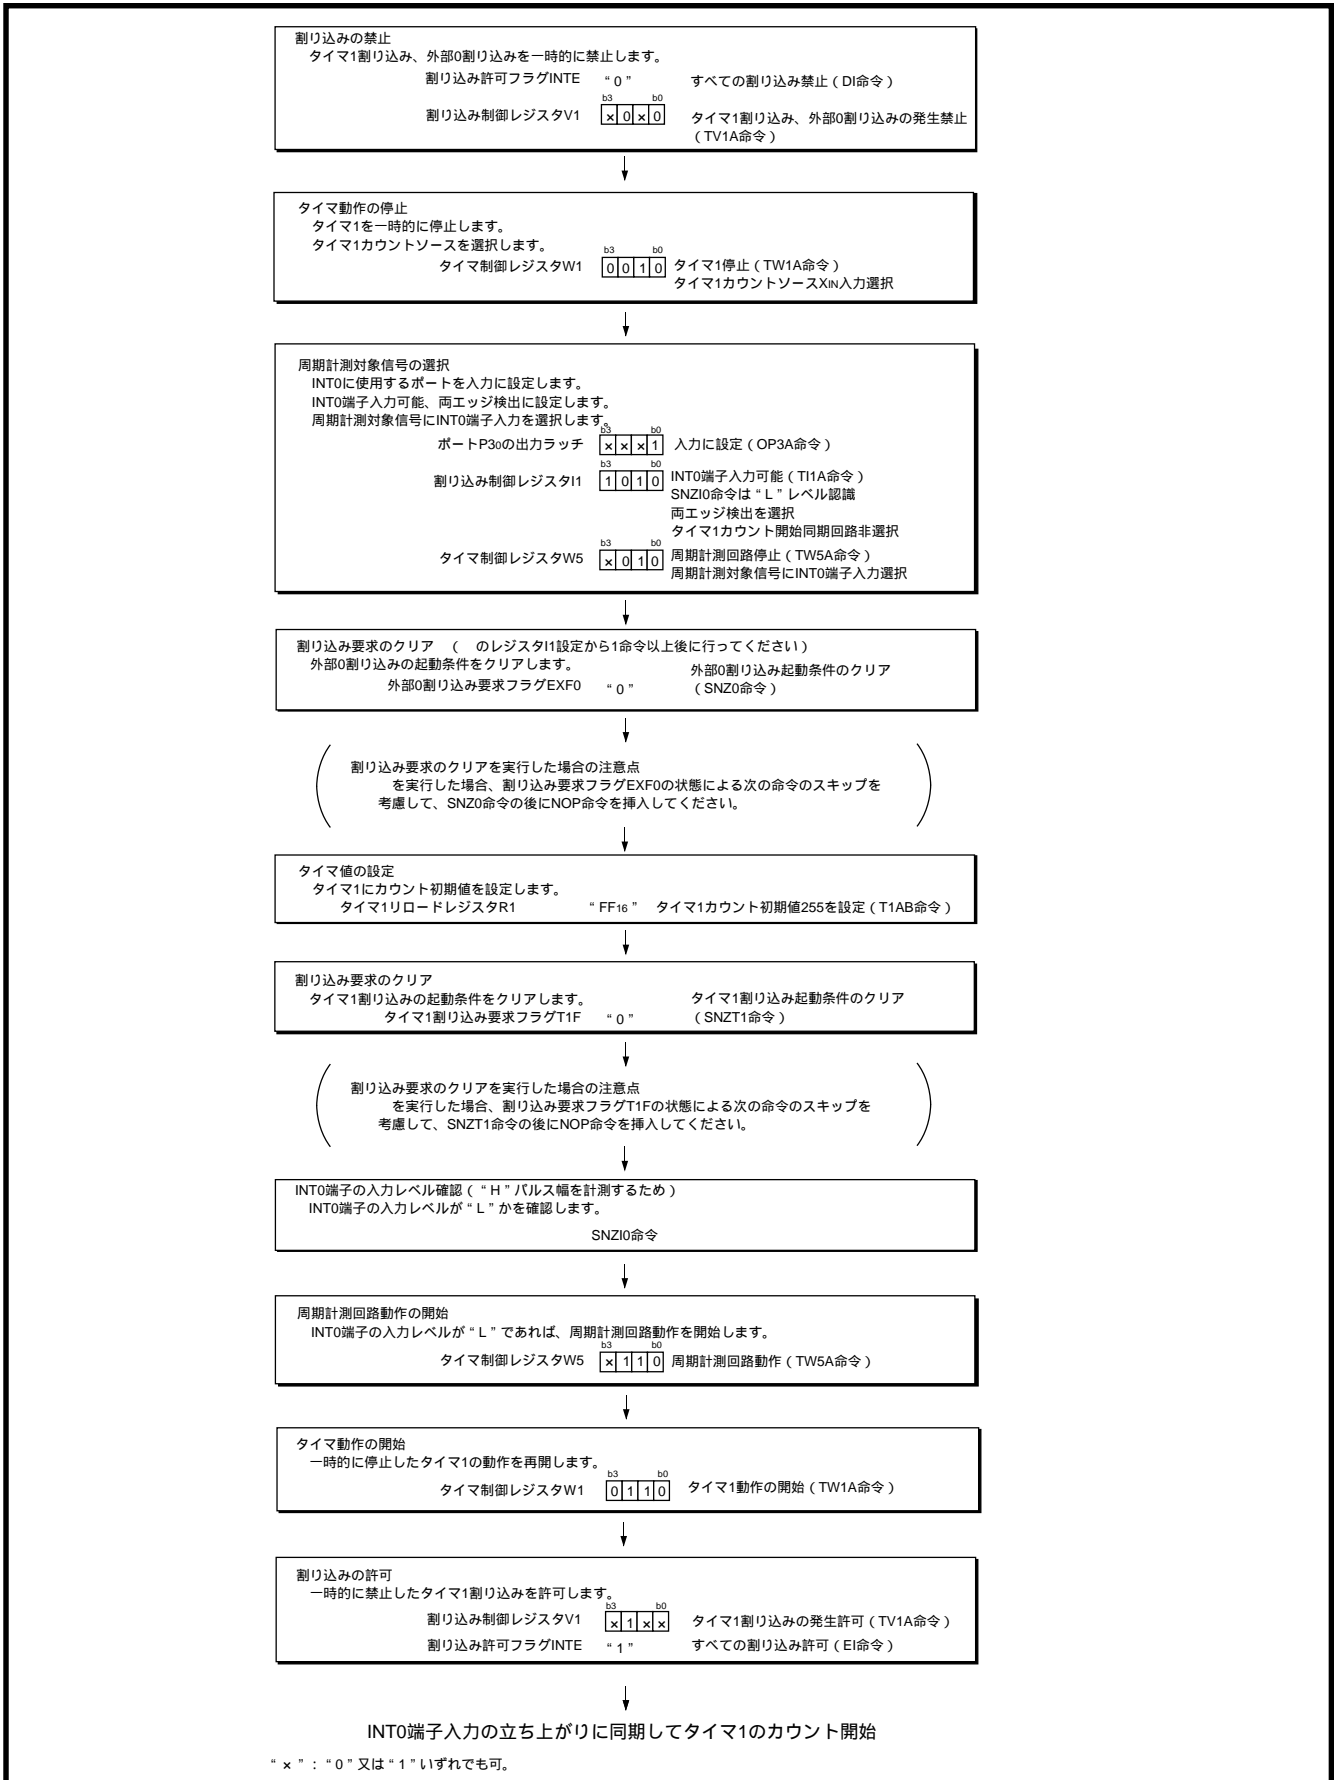 割り込みの禁止
タイマ1割り込み、外部0割り込みを一時的に禁止します。
割り込み許可フラグINTE “0” すべての割り込み禁止(DI命令)
b3 b0
割り込み制御レジスタV1 ×0×0 タイマ1割り込み、外部0割り込みの発生禁止
(TV1A命令)
タイマ動作の停止
タイマ1を一時的に停止します。
タイマ1カウントソースを選択します。
b3 b0
タイマ制御レジスタW1 0010 タイマ1停止(TW1A命令)
タイマ1カウントソースXIN入力選択
周期計測対象信号の選択
INT0に使用するポートを入力に設定します。
INT0端子入力可能、両エッジ検出に設定します。
周期計測対象信号にINT0端子入力を選択します。
b3 b0
ポートP30の出力ラッチ ×××1 入力に設定(OP3A命令)
b3 b0
割り込み制御レジスタI1 1010 INT0端子入力可能(TI1A命令)
SNZI0命令は“L”レベル認識
両エッジ検出を選択
タイマ1カウント開始同期回路非選択
b3 b0
タイマ制御レジスタW5 ×010 周期計測回路停止(TW5A命令)
周期計測対象信号にINT0端子入力選択
割り込み要求のクリア ( のレジスタI1設定から1命令以上後に行ってください)
外部0割り込みの起動条件をクリアします。 外部0割り込み起動条件のクリア
外部0割り込み要求フラグEXF0 “0” (SNZ0命令)
割り込み要求のクリアを実行した場合の注意点
を実行した場合、割り込み要求フラグEXF0の状態による次の命令のスキップを
考慮して、SNZ0命令の後にNOP命令を挿入してください。
タイマ値の設定
タイマ1にカウント初期値を設定します。
タイマ1リロードレジスタR1 “FF16” タイマ1カウント初期値255を設定(T1AB命令)
割り込み要求のクリア
タイマ1割り込みの起動条件をクリアします。 タイマ1割り込み起動条件のクリア
タイマ1割り込み要求フラグT1F “0” (SNZT1命令)
割り込み要求のクリアを実行した場合の注意点
を実行した場合、割り込み要求フラグT1Fの状態による次の命令のスキップを
考慮して、SNZT1命令の後にNOP命令を挿入してください。
INT0端子の入力レベル確認(“H”パルス幅を計測するため)
INT0端子の入力レベルが“L”かを確認します。
SNZI0命令
周期計測回路動作の開始
INT0端子の入力レベルが“L”であれば、周期計測回路動作を開始します。
b3 b0
タイマ制御レジスタW5 ×110 周期計測回路動作(TW5A命令)
タイマ動作の開始
一時的に停止したタイマ1の動作を再開します。
b3 b0
タイマ制御レジスタW1 0110 タイマ1動作の開始(TW1A命令)
割り込みの許可
一時的に禁止したタイマ1割り込みを許可します。
b3 b0
割り込み制御レジスタV1 ×1×× タイマ1割り込みの発生許可(TV1A命令)
割り込み許可フラグINTE “1” すべての割り込み許可(EI命令)
INT0端子入力の立ち上がりに同期してタイマ1のカウント開始
“×”:“0”又は“1”いずれでも可。